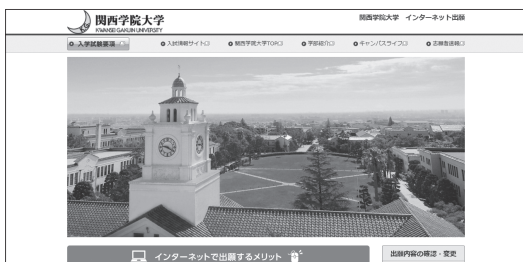 関西学院大学
KWANSEI GAKUIN UNIVERSITY
関西学院大学 インターネット出願
入学試験要項
入試情報サイト
関西学院大学TOP
学部紹介
キャンパスライフ
志願者速報
インターネットで出願するメリット
出願内容の確認・変更